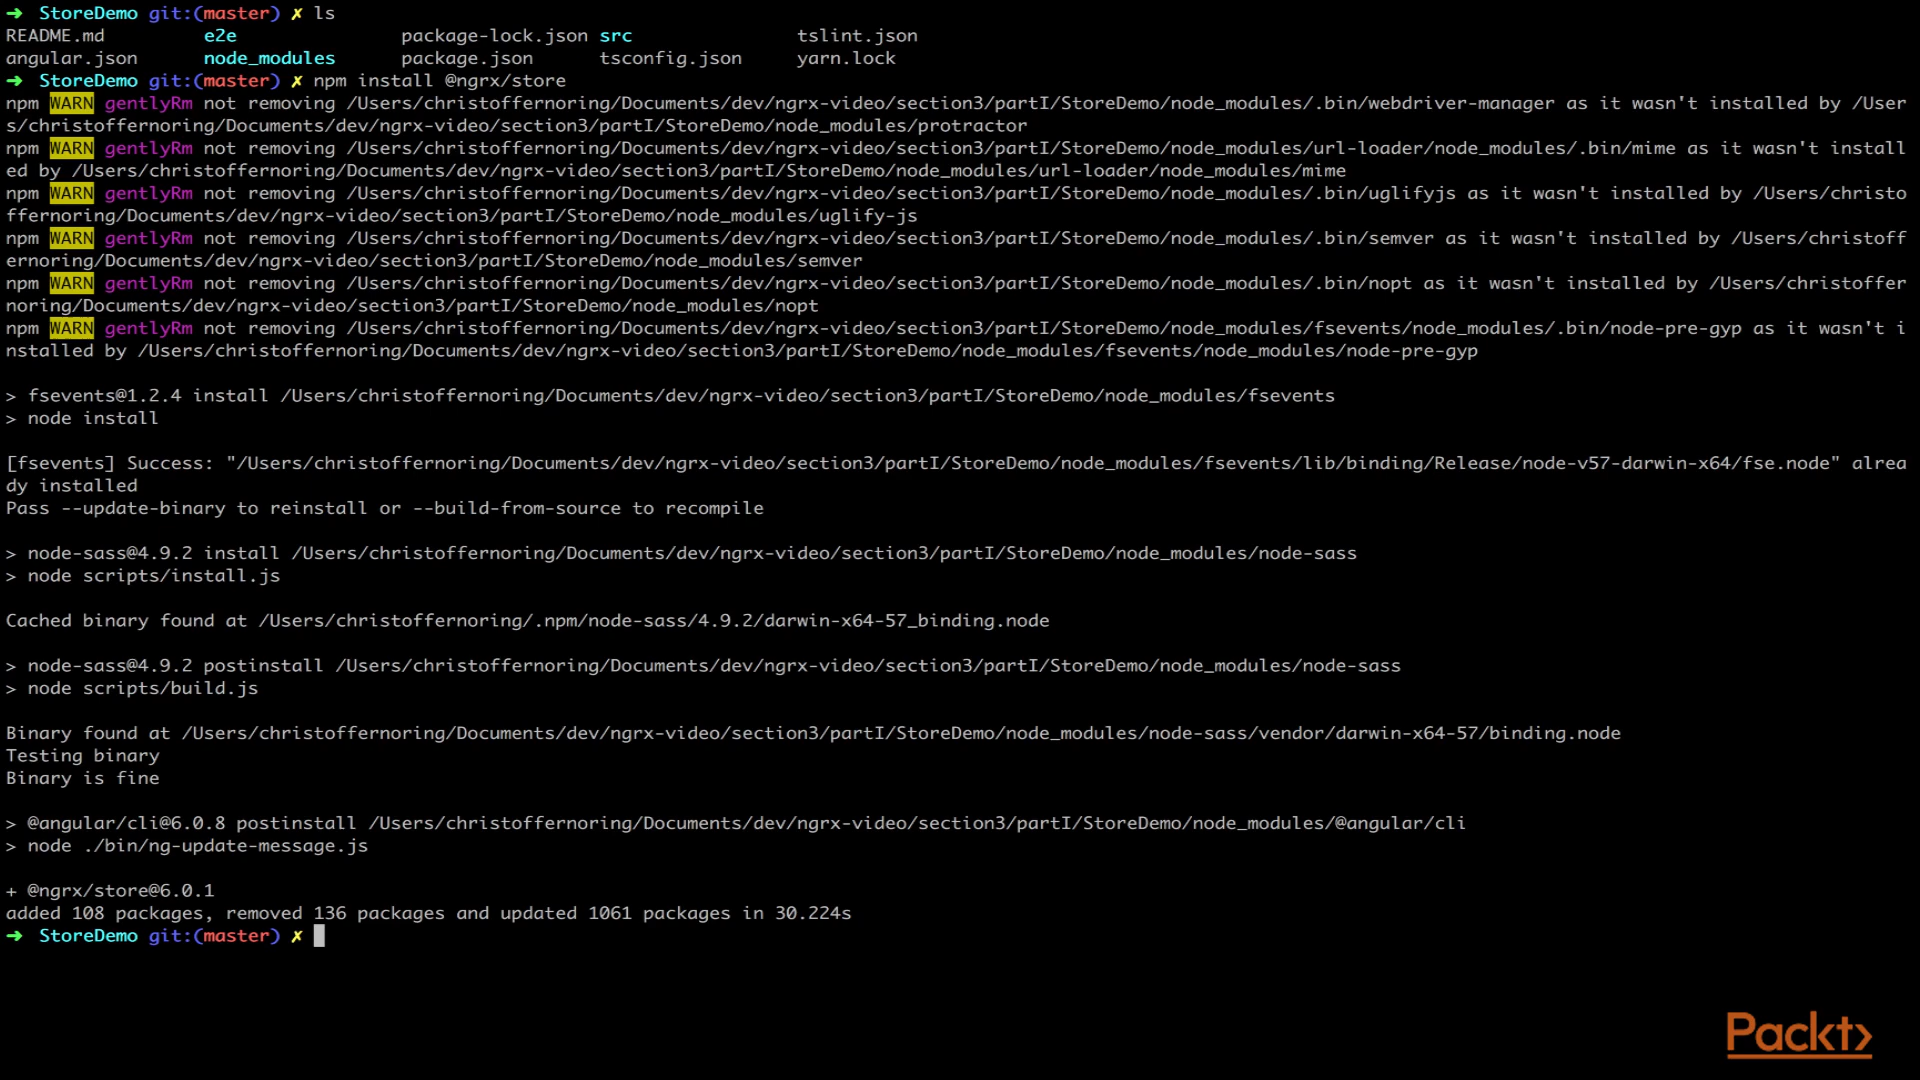 ➜  StoreDemo git:(master) ✗ ls
README.md         e2e               package-lock.json src               tslint.json
angular.json      node_modules      package.json      tsconfig.json     yarn.lock
➜  StoreDemo git:(master) ✗ npm install @ngrx/store
npm WARN gentlyRm not removing /Users/christoffernoring/Documents/dev/ngrx-video/section3/partI/StoreDemo/node_modules/.bin/webdriver-manager as it wasn't installed by /User
s/christoffernoring/Documents/dev/ngrx-video/section3/partI/StoreDemo/node_modules/protractor
npm WARN gentlyRm not removing /Users/christoffernoring/Documents/dev/ngrx-video/section3/partI/StoreDemo/node_modules/url-loader/node_modules/.bin/mime as it wasn't install
ed by /Users/christoffernoring/Documents/dev/ngrx-video/section3/partI/StoreDemo/node_modules/url-loader/node_modules/mime
npm WARN gentlyRm not removing /Users/christoffernoring/Documents/dev/ngrx-video/section3/partI/StoreDemo/node_modules/.bin/uglifyjs as it wasn't installed by /Users/christo
ffernoring/Documents/dev/ngrx-video/section3/partI/StoreDemo/node_modules/uglify-js
npm WARN gentlyRm not removing /Users/christoffernoring/Documents/dev/ngrx-video/section3/partI/StoreDemo/node_modules/.bin/semver as it wasn't installed by /Users/christoff
ernoring/Documents/dev/ngrx-video/section3/partI/StoreDemo/node_modules/semver
npm WARN gentlyRm not removing /Users/christoffernoring/Documents/dev/ngrx-video/section3/partI/StoreDemo/node_modules/.bin/nopt as it wasn't installed by /Users/christoffer
noring/Documents/dev/ngrx-video/section3/partI/StoreDemo/node_modules/nopt
npm WARN gentlyRm not removing /Users/christoffernoring/Documents/dev/ngrx-video/section3/partI/StoreDemo/node_modules/fsevents/node_modules/.bin/node-pre-gyp as it wasn't i
nstalled by /Users/christoffernoring/Documents/dev/ngrx-video/section3/partI/StoreDemo/node_modules/fsevents/node_modules/node-pre-gyp
> fsevents@1.2.4 install /Users/christoffernoring/Documents/dev/ngrx-video/section3/partI/StoreDemo/node_modules/fsevents
> node install
[fsevents] Success: "/Users/christoffernoring/Documents/dev/ngrx-video/section3/partI/StoreDemo/node_modules/fsevents/lib/binding/Release/node-v57-darwin-x64/fse.node" alrea
dy installed
Pass --update-binary to reinstall or --build-from-source to recompile
> node-sass@4.9.2 install /Users/christoffernoring/Documents/dev/ngrx-video/section3/partI/StoreDemo/node_modules/node-sass
> node scripts/install.js
Cached binary found at /Users/christoffernoring/.npm/node-sass/4.9.2/darwin-x64-57_binding.node
> node-sass@4.9.2 postinstall /Users/christoffernoring/Documents/dev/ngrx-video/section3/partI/StoreDemo/node_modules/node-sass
> node scripts/build.js
Binary found at /Users/christoffernoring/Documents/dev/ngrx-video/section3/partI/StoreDemo/node_modules/node-sass/vendor/darwin-x64-57/binding.node
Testing binary
Binary is fine
> @angular/cli@6.0.8 postinstall /Users/christoffernoring/Documents/dev/ngrx-video/section3/partI/StoreDemo/node_modules/@angular/cli
> node ./bin/ng-update-message.js
+ @ngrx/store@6.0.1
added 108 packages, removed 136 packages and updated 1061 packages in 30.224s
➜  StoreDemo git:(master) ✗
Packt>